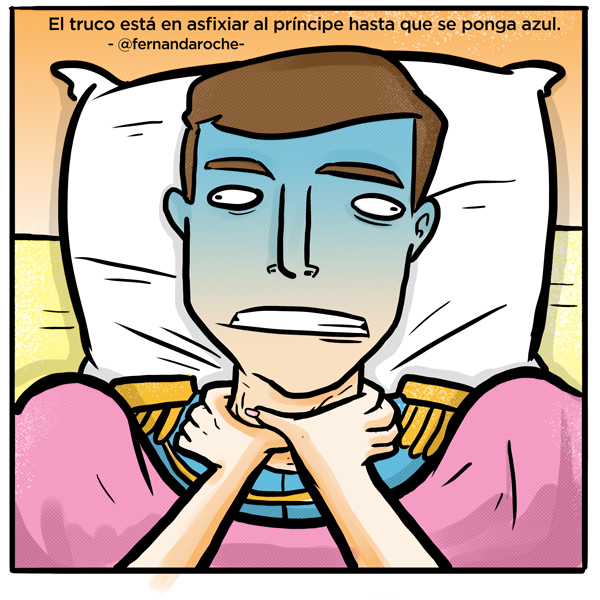 El truco está en asfixiar al príncipe hasta que se ponga azul.
- @fernandaroche-